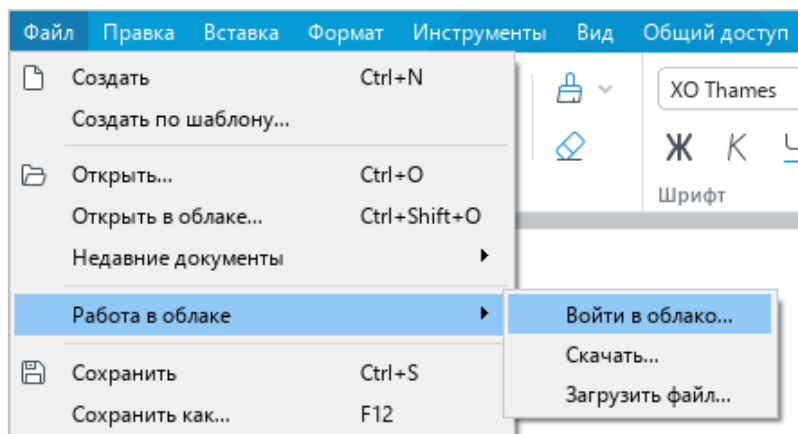 Файл Правка Вставка Формат Инструменты Вид Общий доступ
Создать Ctrl+N
Создать по шаблону...
Открыть... Ctrl+O
Открыть в облаке... Ctrl+Shift+O
Недавние документы
Работа в облаке
Сохранить Ctrl+S
Сохранить как... F12
Войти в облако...
Скачать...
Загрузить файл...
XO Thames
Ж К Ч
Шрифт